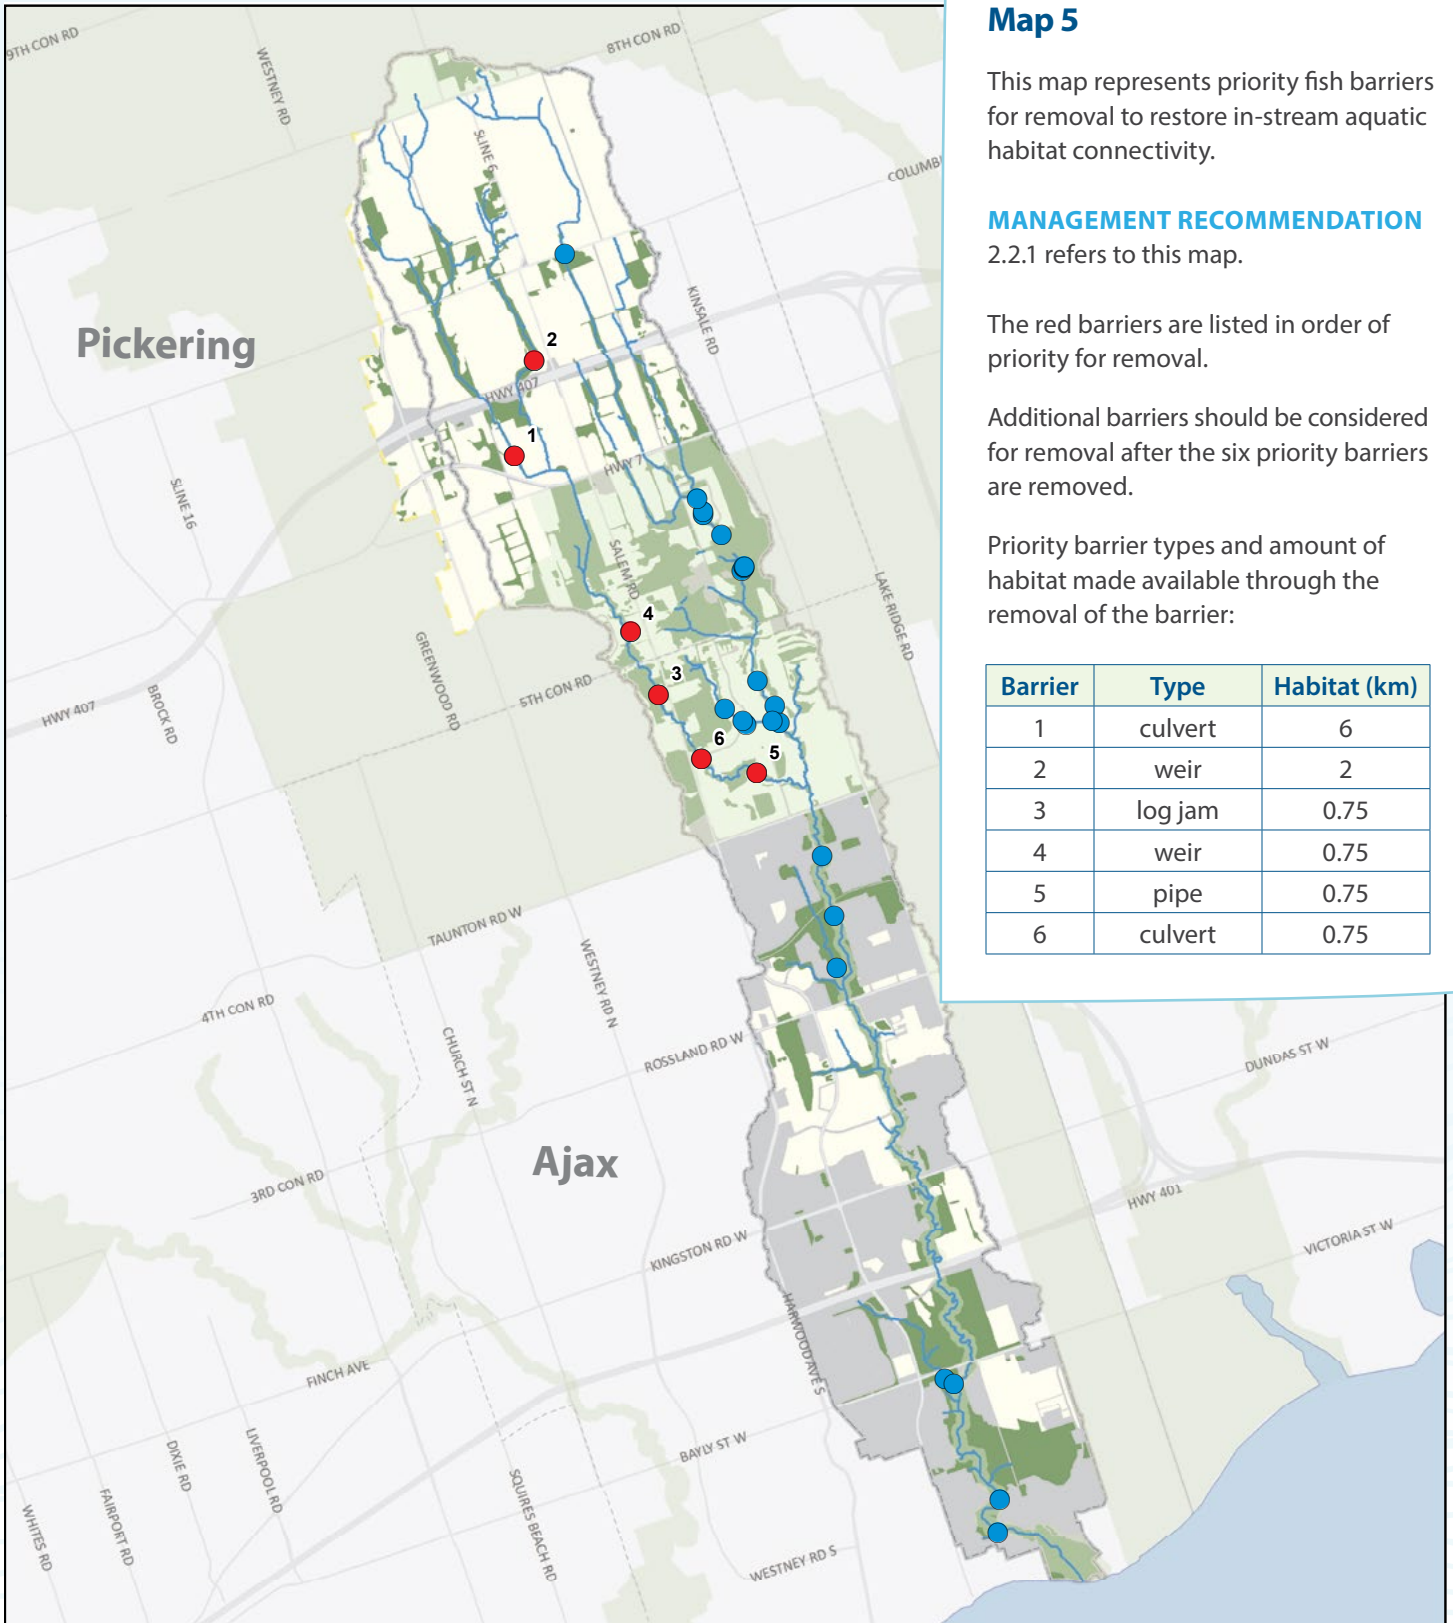 Map 5
This map represents priority fish barriers
for removal to restore in-stream aquatic
habitat connectivity.
MANAGEMENT RECOMMENDATION
2.2.1 refers to this map.
The red barriers are listed in order of
priority for removal.
Additional barriers should be considered
for removal after the six priority barriers
are removed.
Priority barrier types and amount of
habitat made available through the
removal of the barrier:
Barrier Type Habitat (km)
1 culvert 6
2 weir 2
3 log jam 0.75
4 weir 0.75
5 pipe 0.75
6 culvert 0.75
9TH CON RD
8TH CON RD
WESTNEY RD
SLINE 6
COLUMB
KINSALE RD
Pickering
2
HWY 407
1
HWY 7
SLINE 16
SALEM RD
LAKE RIDGE RD
4
GREENWOOD RD
3
5TH CON RD
BROCK RD
HWY 407
6
5
TAUNTON RD W
WESTNEY RD N
4TH CON RD
CHURCH ST N
ROSSLAND RD W
DUNDAS ST W
Ajax
3RD CON RD
HWY 401
KINGSTON RD W
VICTORIA ST W
HARWOOD AVE S
FINCH AVE
BAYLY ST W
DIXIE RD
LIVERPOOL RD
SQUIRES BEACH RD
FAIRPORT RD
WHITES RD
WESTNEY RD S